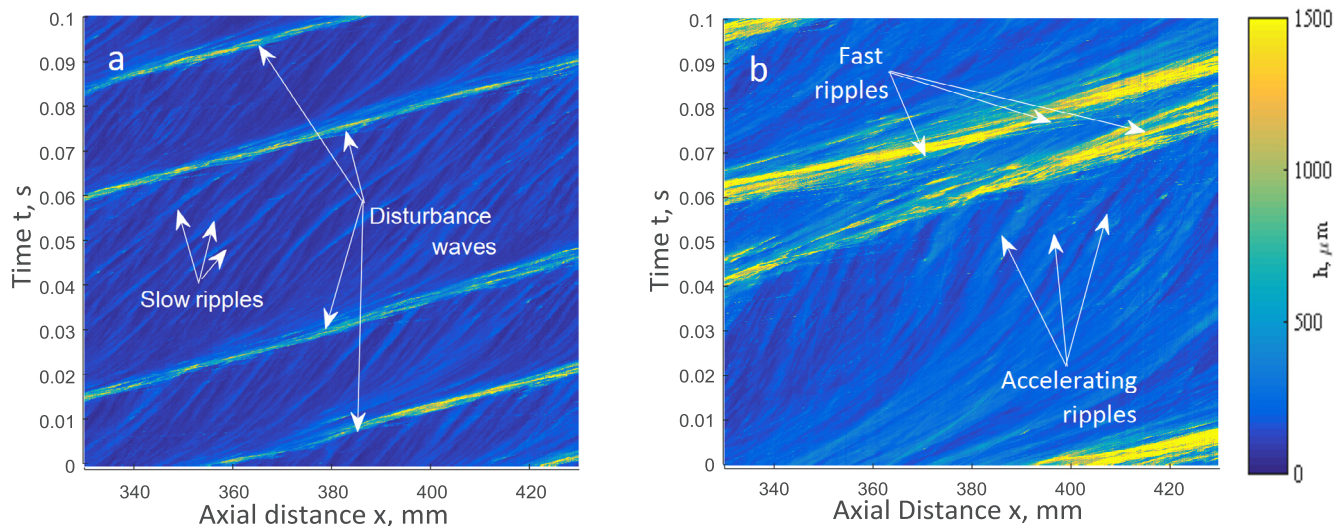 a
Time t, s
0.1
0.09
0.08
0.07
0.06
0.05
0.04
0.03
0.02
0.01
0
340
360
380
400
420
Axial distance x, mm
Disturbance
waves
Slow ripples
b
Time t, s
0.1
0.09
0.08
0.07
0.06
0.05
0.04
0.03
0.02
0.01
0
340
360
380
400
420
Axial Distance x, mm
Fast
ripples
Accelerating
ripples
1500
1000
500
0
h, μm